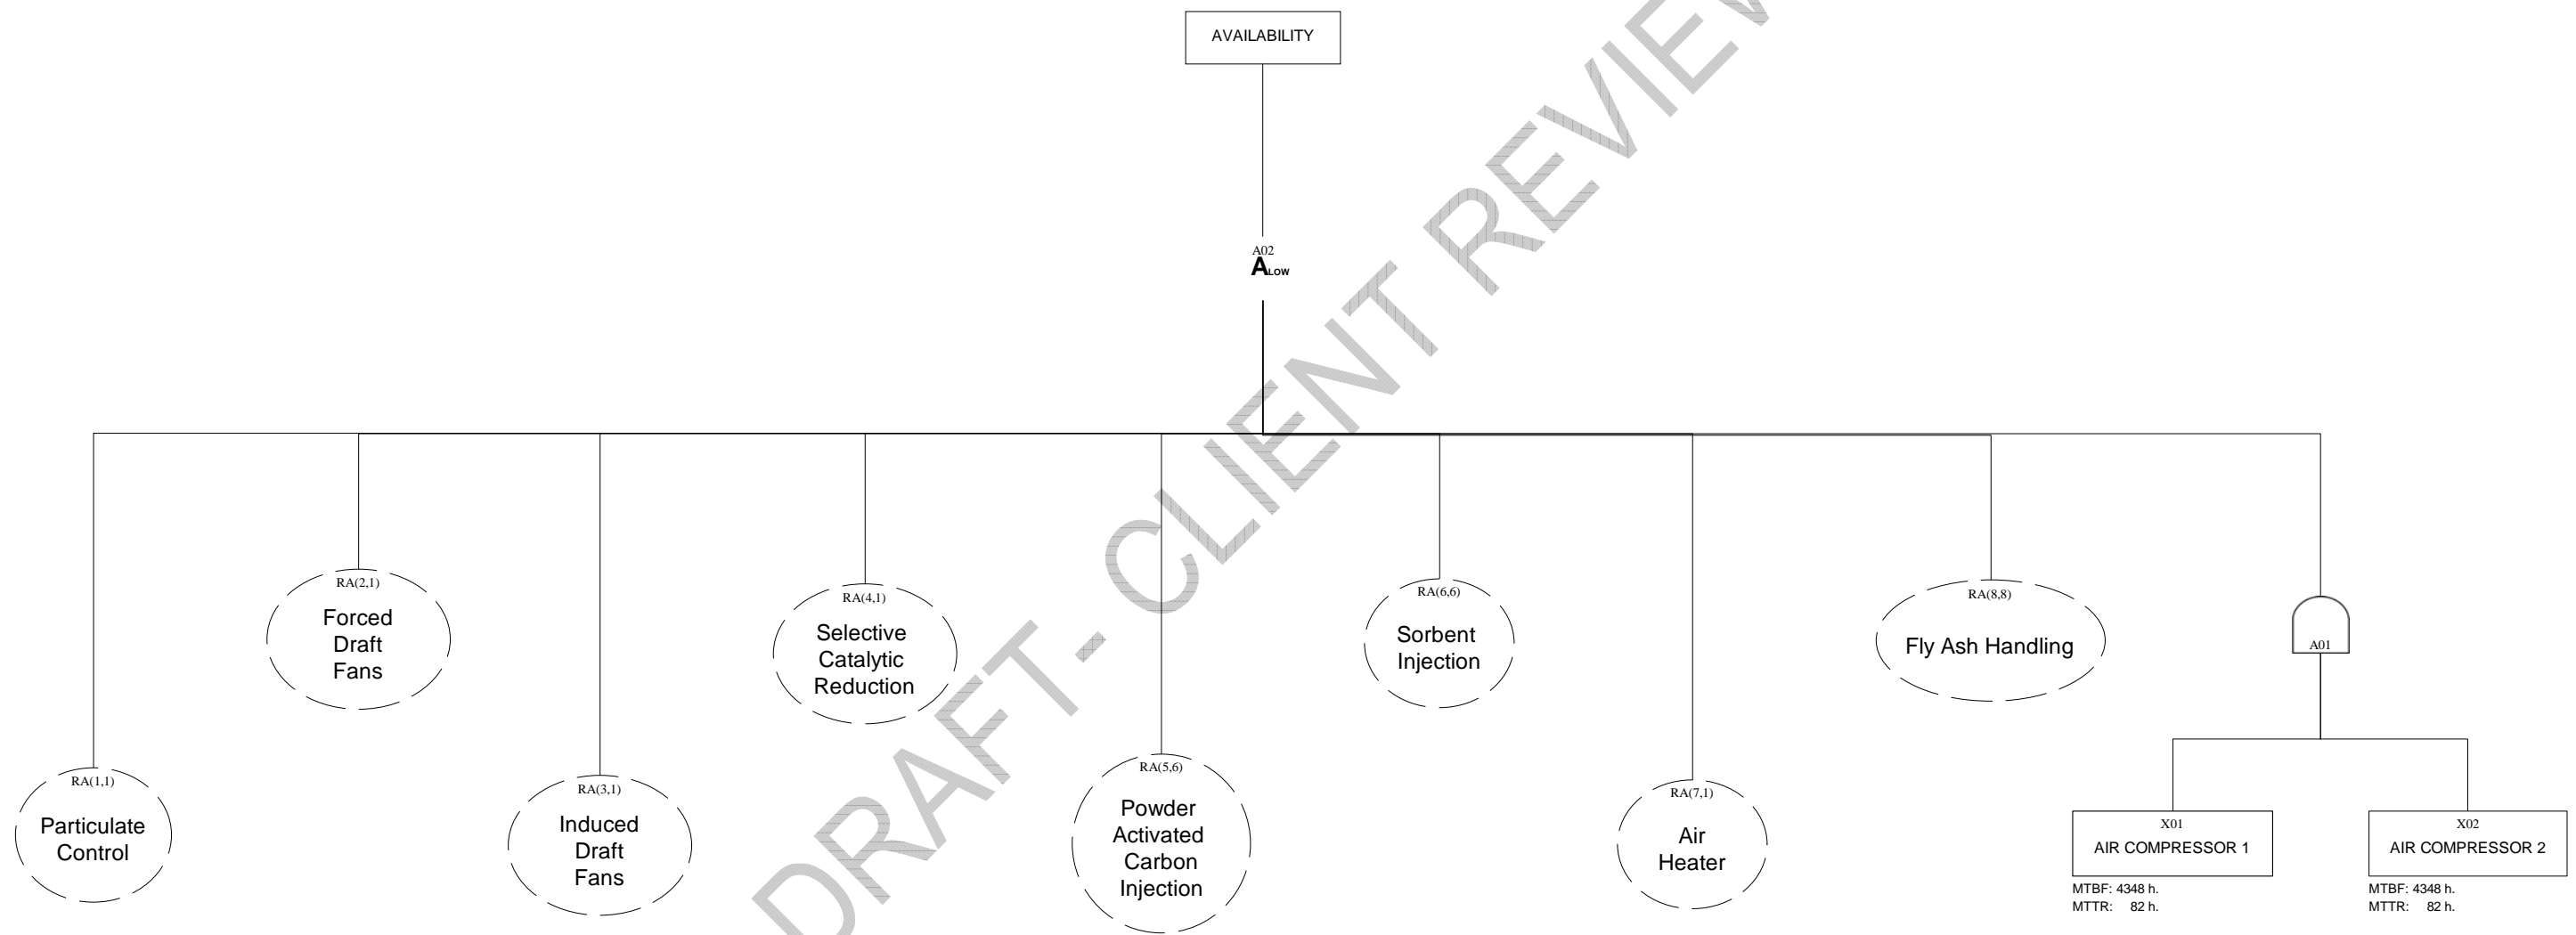 AVAILABILITY
A02
ALOW
RA(1,1)
Particulate
Control
RA(2,1)
Forced
Draft
Fans
RA(3,1)
Induced
Draft
Fans
RA(4,1)
Selective
Catalytic
Reduction
RA(5,6)
Powder
Activated
Carbon
Injection
RA(6,6)
Sorbent
Injection
RA(7,1)
Air
Heater
RA(8,8)
Fly Ash Handling
A01
X01
AIR COMPRESSOR 1
MTBF: 4348 h.
MTTR: 82 h.
X02
AIR COMPRESSOR 2
MTBF: 4348 h.
MTTR: 82 h.
DRAFT - CLIENT REVIEW